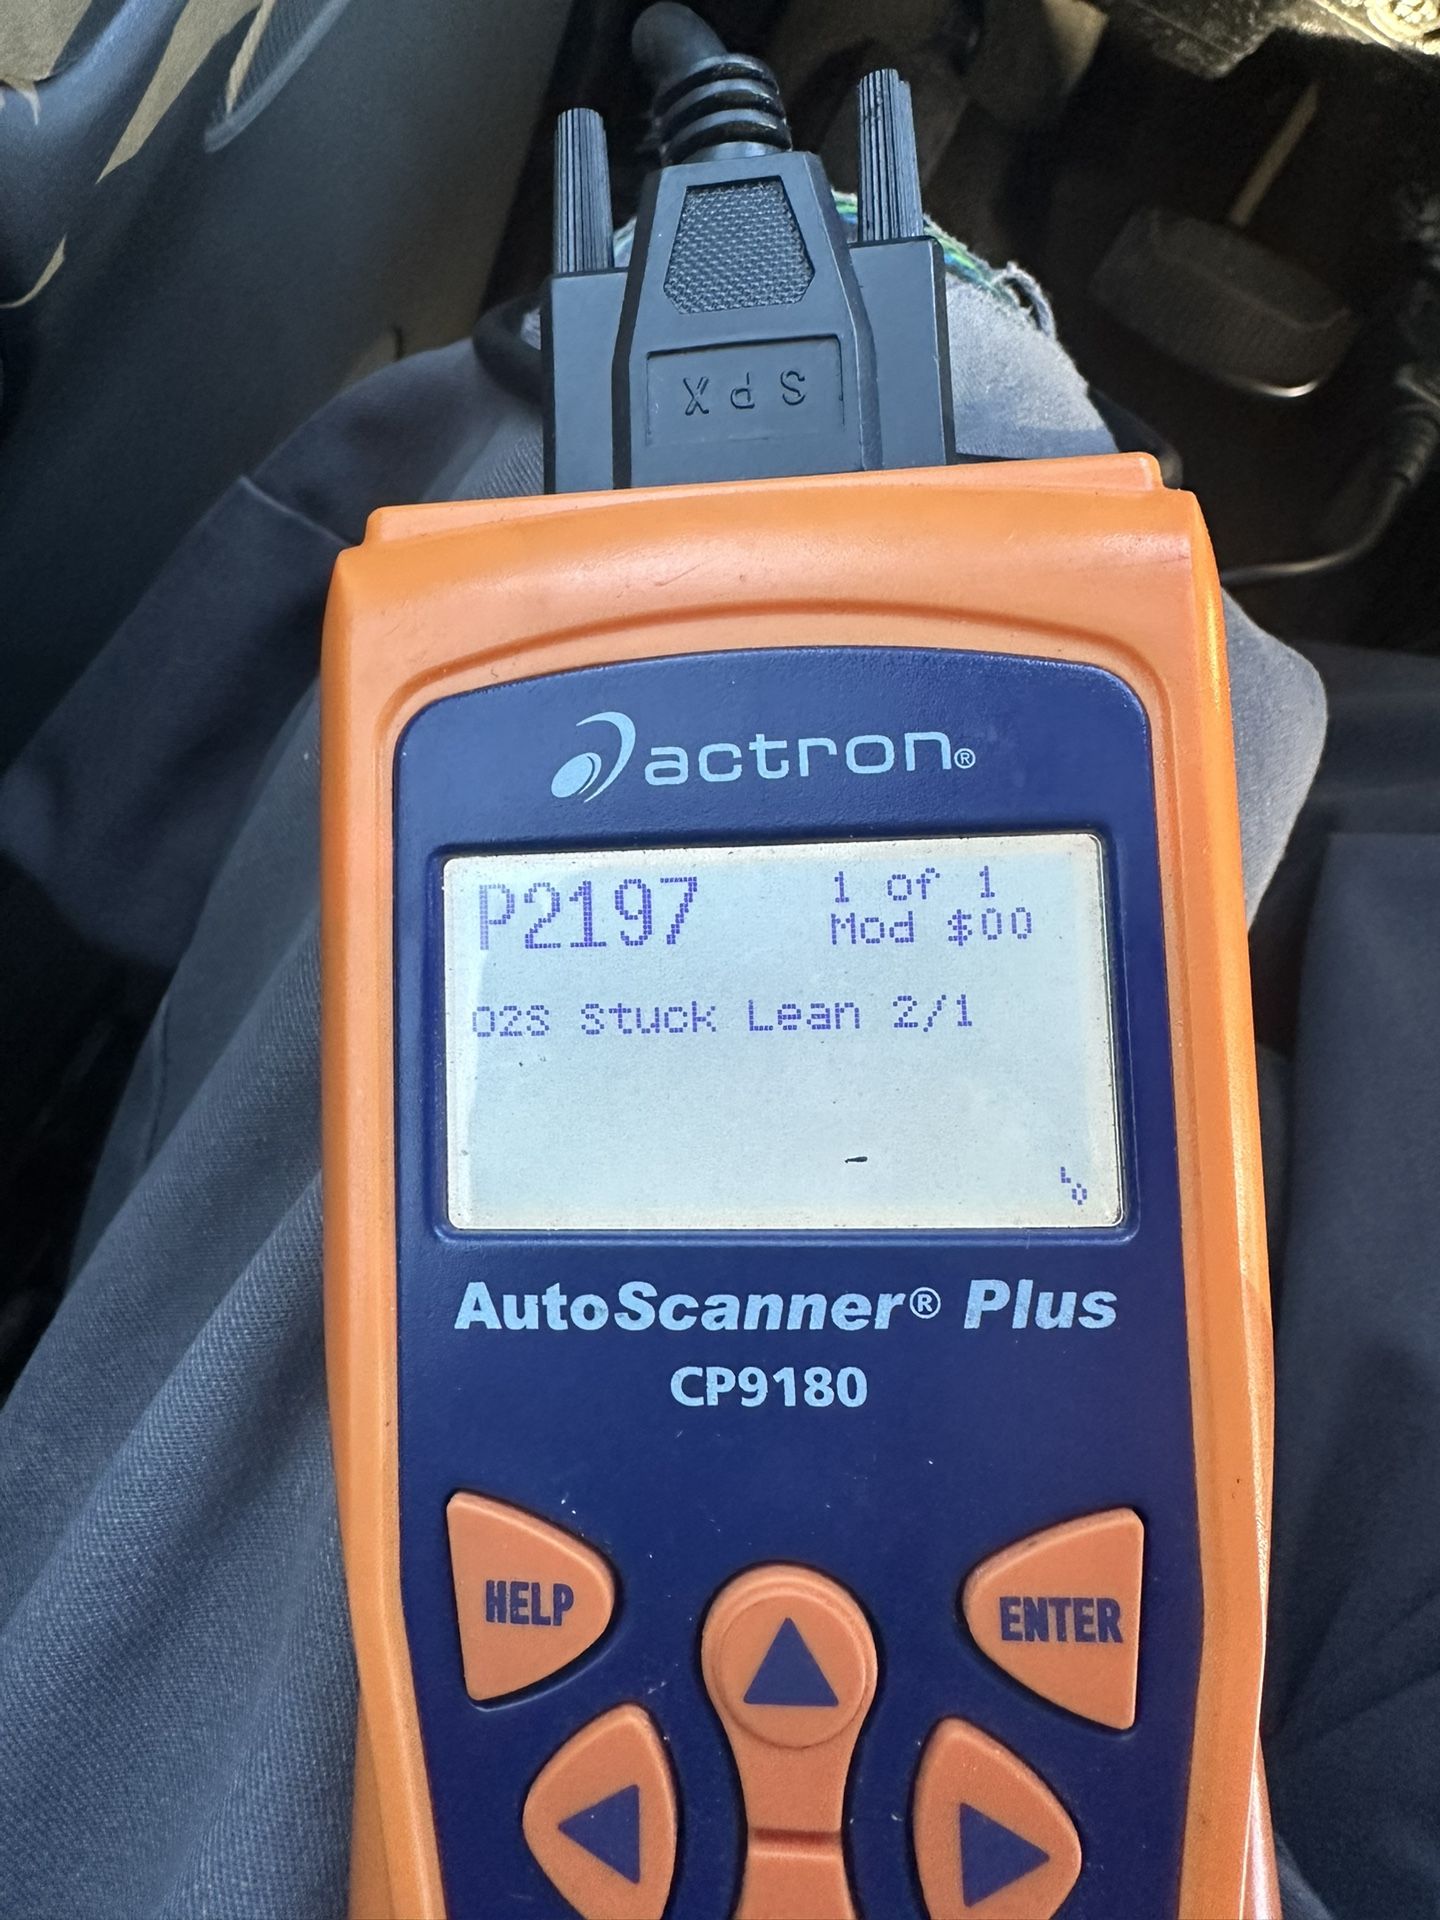 SPX
actron®
P2197 1 of 1
Mod $00
O2S Stuck Lean 2/1
AutoScanner® Plus
CP9180
HELP
ENTER